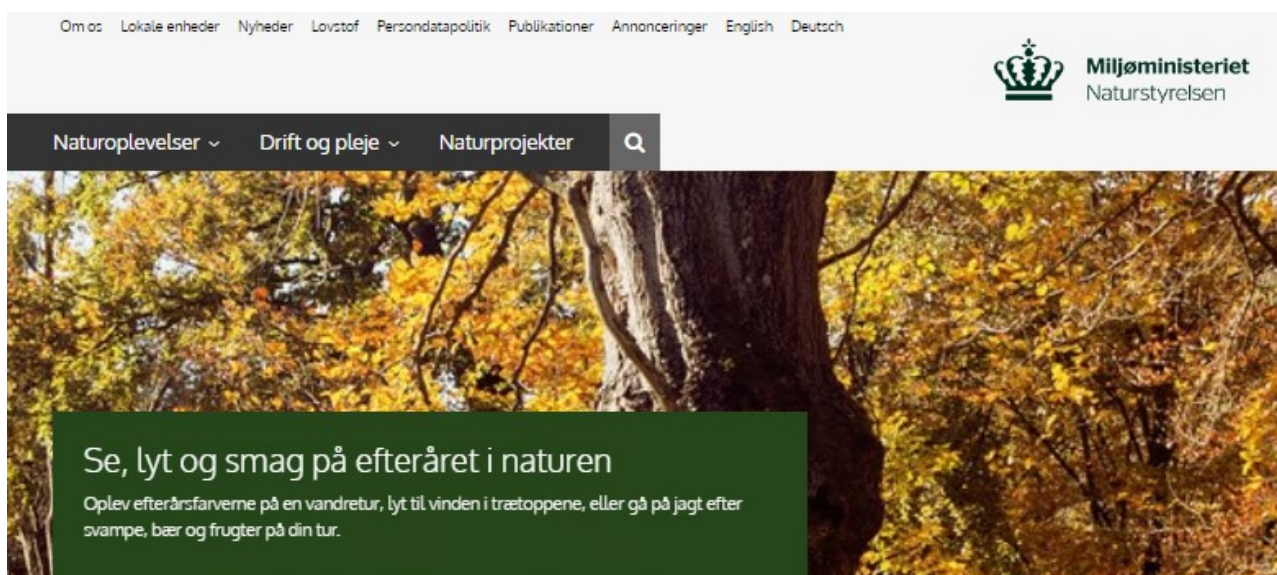 Om os Lokale enheder Nyheder Lovstof Persondatapolitik Publikationer Annonceringer English Deutsch
Miljøministeriet
Naturstyrelsen
Naturoplevelser Drift og pleje Naturprojekter
Se, lyt og smag på efteråret i naturen
Oplev efterårsfarverne på en vandretur, lyt til vinden i trætoppene, eller gå på jagt efter
svampe, bær og frugter på din tur.